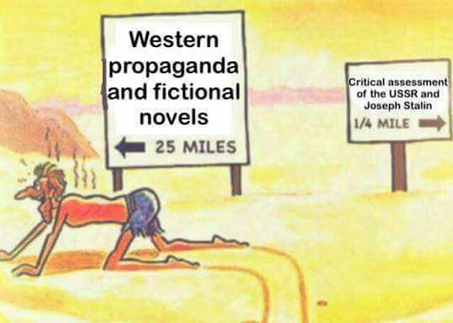 Western
propaganda
and fictional
novels
25 MILES
Critical assessment
of the USSR and
Joseph Stalin
1/4 MILE